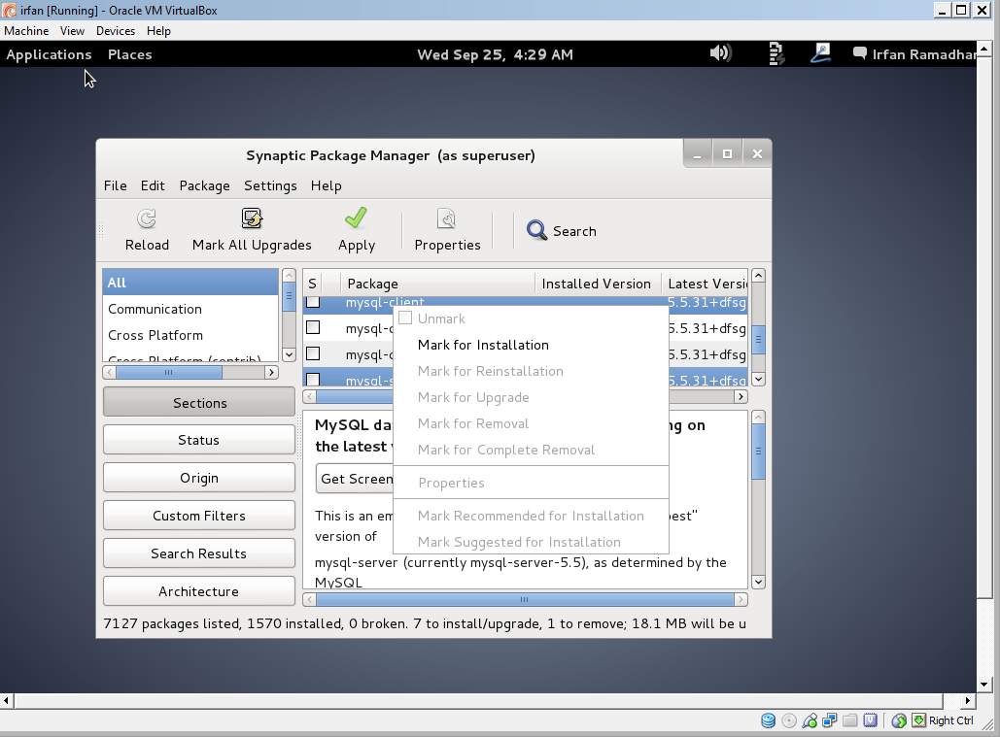 irfan [Running] - Oracle VM VirtualBox
Machine View Devices Help
Applications Places Wed Sep 25, 4:29 AM Irfan Ramadhan
Synaptic Package Manager (as superuser)
File Edit Package Settings Help
Reload Mark All Upgrades Apply Properties Search
All
Communication
Cross Platform
Cross Platform (contrib)
Sections
Status
Origin
Custom Filters
Search Results
Architecture
S Package Installed Version Latest Versi
mysql-client 5.5.31+dfsg
mysql-c 5.5.31+dfsg
mysql-c 5.5.31+dfsg
mysql-s 5.5.31+dfsg
Unmark
Mark for Installation
Mark for Reinstallation
Mark for Upgrade
Mark for Removal
Mark for Complete Removal
Properties
Mark Recommended for Installation
Mark Suggested for Installation
MySQL da ng on
the latest
Get Screen
This is an em pest"
version of
mysql-server (currently mysql-server-5.5), as determined by the
MySQL
7127 packages listed, 1570 installed, 0 broken. 7 to install/upgrade, 1 to remove; 18.1 MB will be u
Right Ctrl